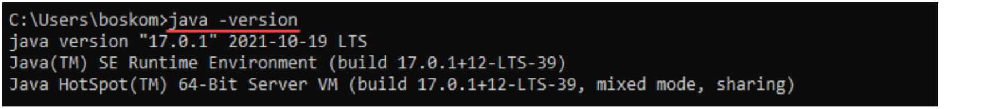 C:\Users\boskom>java -version
java version "17.0.1" 2021-10-19 LTS
Java(TM) SE Runtime Environment (build 17.0.1+12-LTS-39)
Java HotSpot(TM) 64-Bit Server VM (build 17.0.1+12-LTS-39, mixed mode, sharing)